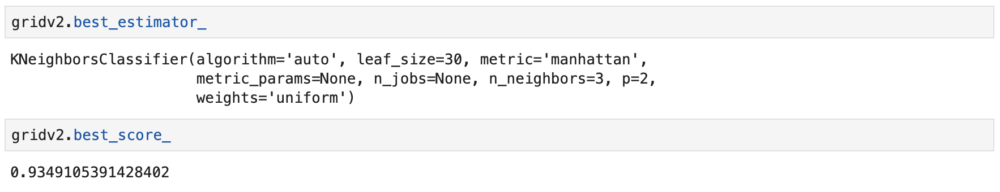 gridv2.best_estimator_
KNeighborsClassifier(algorithm='auto', leaf_size=30, metric='manhattan',
metric_params=None, n_jobs=None, n_neighbors=3, p=2,
weights='uniform')
gridv2.best_score_
0.9349105391428402